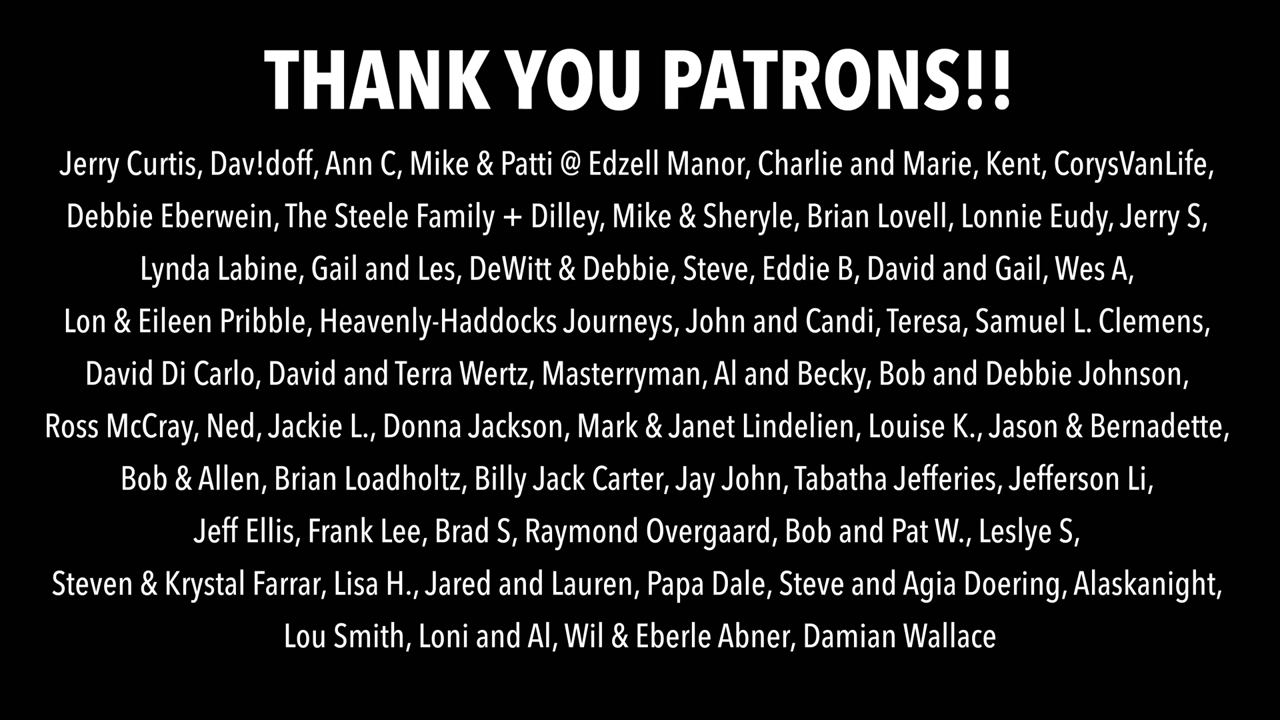 THANK YOU PATRONS!!
Jerry Curtis, Dav!doff, Ann C, Mike & Patti @ Edzell Manor, Charlie and Marie, Kent, CorysVanLife,
Debbie Eberwein, The Steele Family + Dilley, Mike & Sheryle, Brian Lovell, Lonnie Eudy, Jerry S,
Lynda Labine, Gail and Les, DeWitt & Debbie, Steve, Eddie B, David and Gail, Wes A,
Lon & Eileen Pribble, Heavenly-Haddocks Journeys, John and Candi, Teresa, Samuel L. Clemens,
David Di Carlo, David and Terra Wertz, Masterryman, Al and Becky, Bob and Debbie Johnson,
Ross McCray, Ned, Jackie L., Donna Jackson, Mark & Janet Lindelien, Louise K., Jason & Bernadette,
Bob & Allen, Brian Loadholtz, Billy Jack Carter, Jay John, Tabatha Jefferies, Jefferson Li,
Jeff Ellis, Frank Lee, Brad S, Raymond Overgaard, Bob and Pat W., Leslye S,
Steven & Krystal Farrar, Lisa H., Jared and Lauren, Papa Dale, Steve and Agia Doering, Alaskanight,
Lou Smith, Loni and Al, Wil & Eberle Abner, Damian Wallace